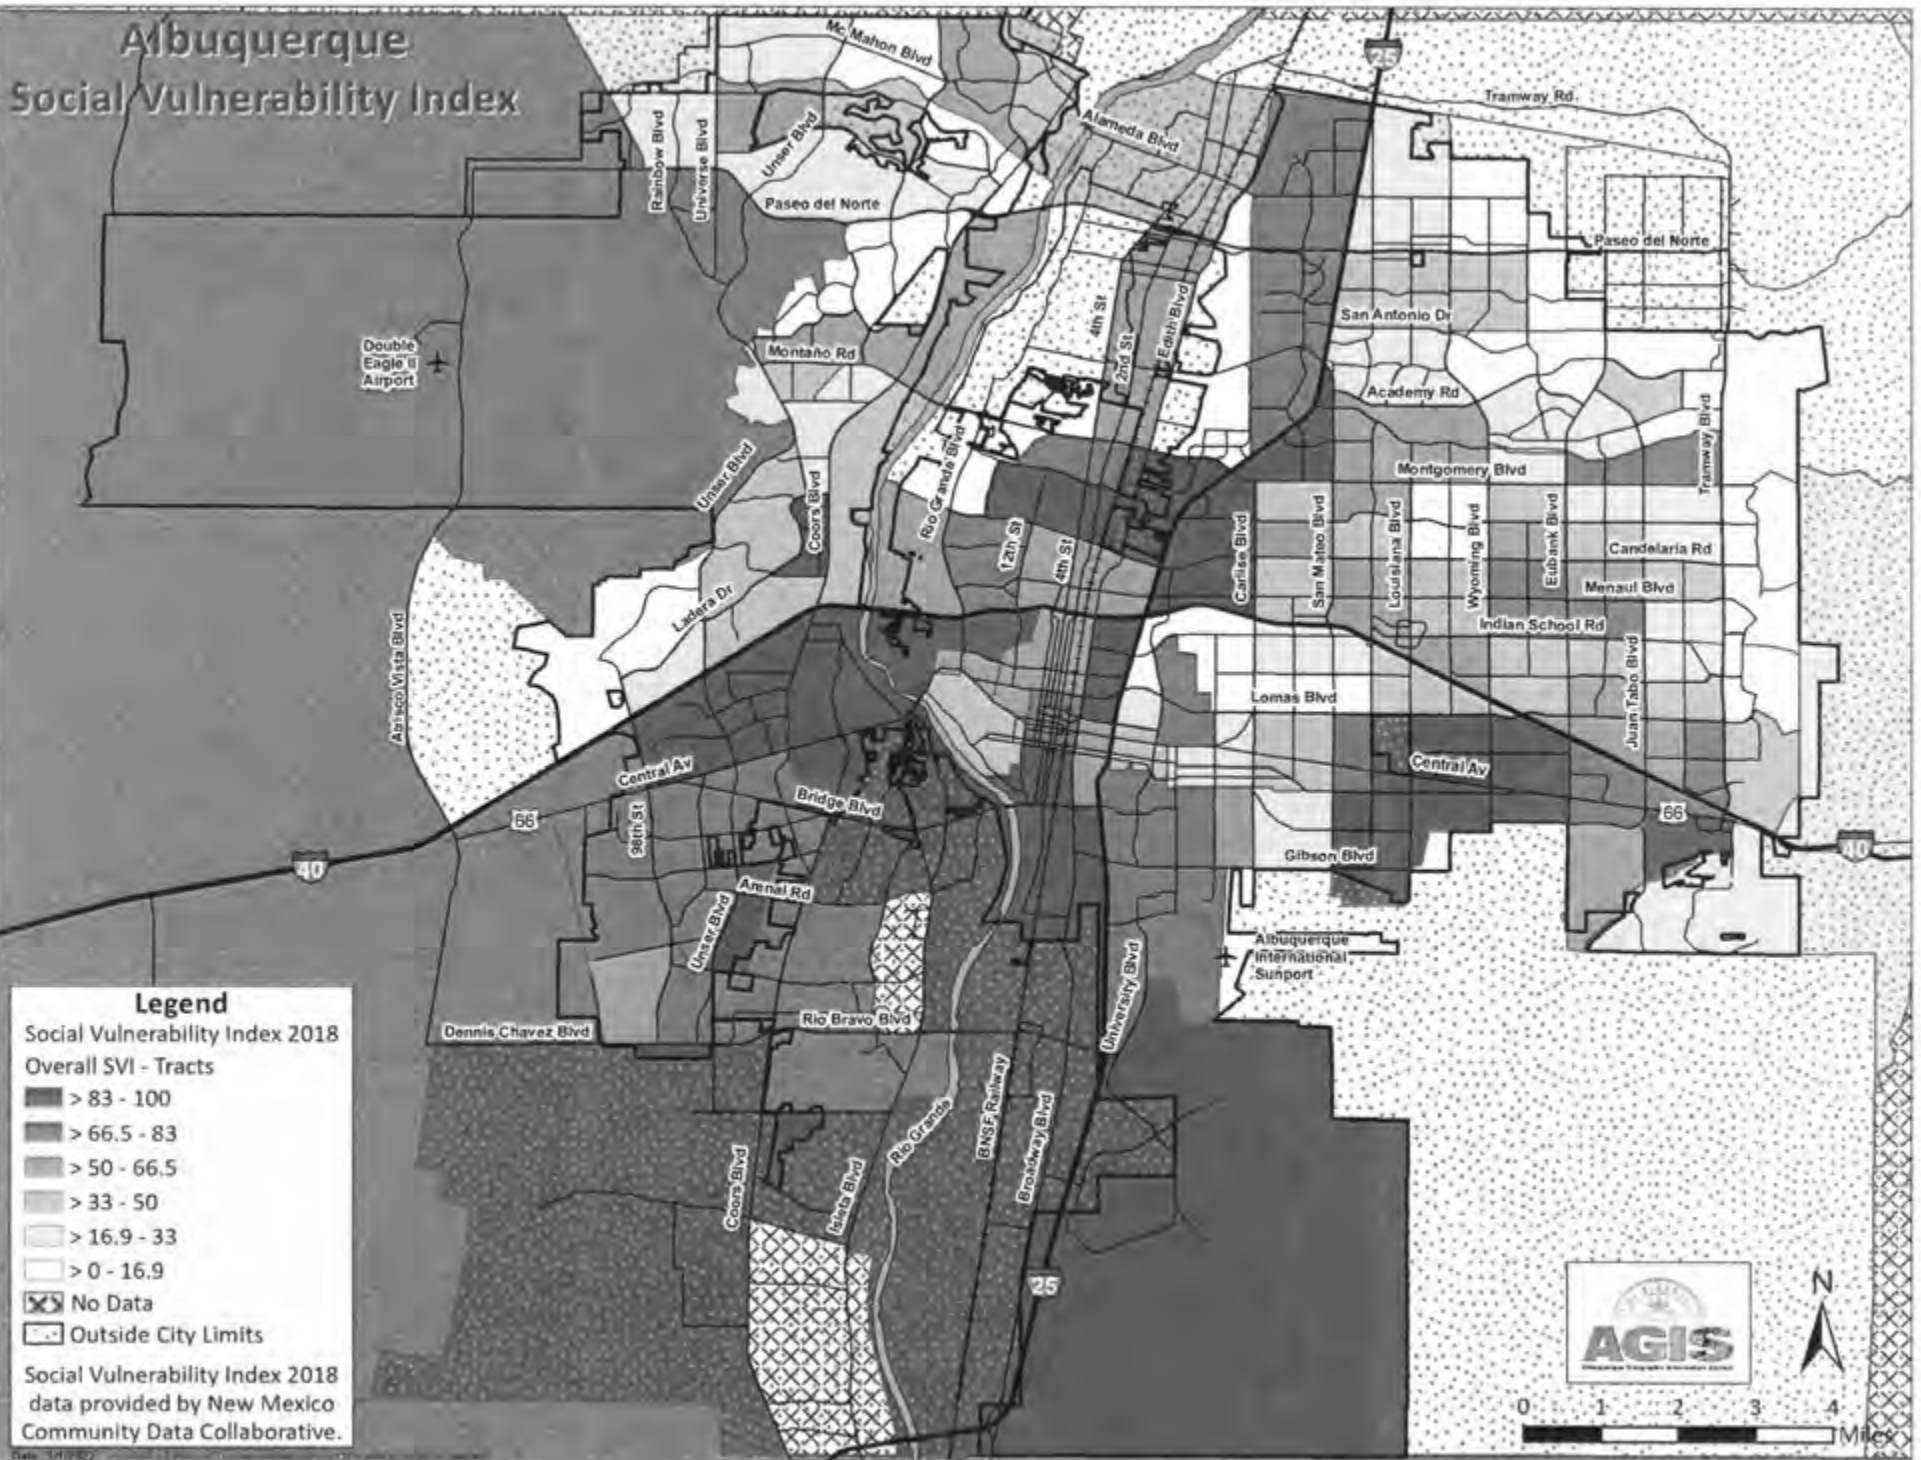 Albuquerque
Social Vulnerability Index
Mc Mahon Blvd
25
Tramway Rd.
Alameda Blvd
Rainbow Blvd
Universe Blvd
Unser Blvd
Paseo del Norte
Paseo del Norte
4th St
2nd St
Edith Blvd
San Antonio Dr
Double
Eagle II
Airport
Montaño Rd
Academy Rd
Tramway Blvd
Unser Blvd
Coors Blvd
Rio Grande Blvd
Montgomery Blvd
12th St
4th St
Carlise Blvd
San Mateo Blvd
Louisiana Blvd
Wyoming Blvd
Eubank Blvd
Candelaria Rd
Menaul Blvd
Ladera Dr
Indian School Rd
Atrisco Vista Blvd
Juan Tabo Blvd
Lomas Blvd
Central Av
Central Av
Bridge Blvd
66
98th St
66
40
40
Gibson Blvd
Arenal Rd
Unser Blvd
Albuquerque
International
Sunport
University Blvd
Rio Bravo Blvd
Dennis Chavez Blvd
BNSF Railway
Broadway Blvd
Rio Grande
Coors Blvd
Isleta Blvd
25
Legend
Social Vulnerability Index 2018
Overall SVI - Tracts
> 83 - 100
> 66.5 - 83
> 50 - 66.5
> 33 - 50
> 16.9 - 33
> 0 - 16.9
No Data
Outside City Limits
Social Vulnerability Index 2018
data provided by New Mexico
Community Data Collaborative.
AGIS
N
0 1 2 3 4
Miles